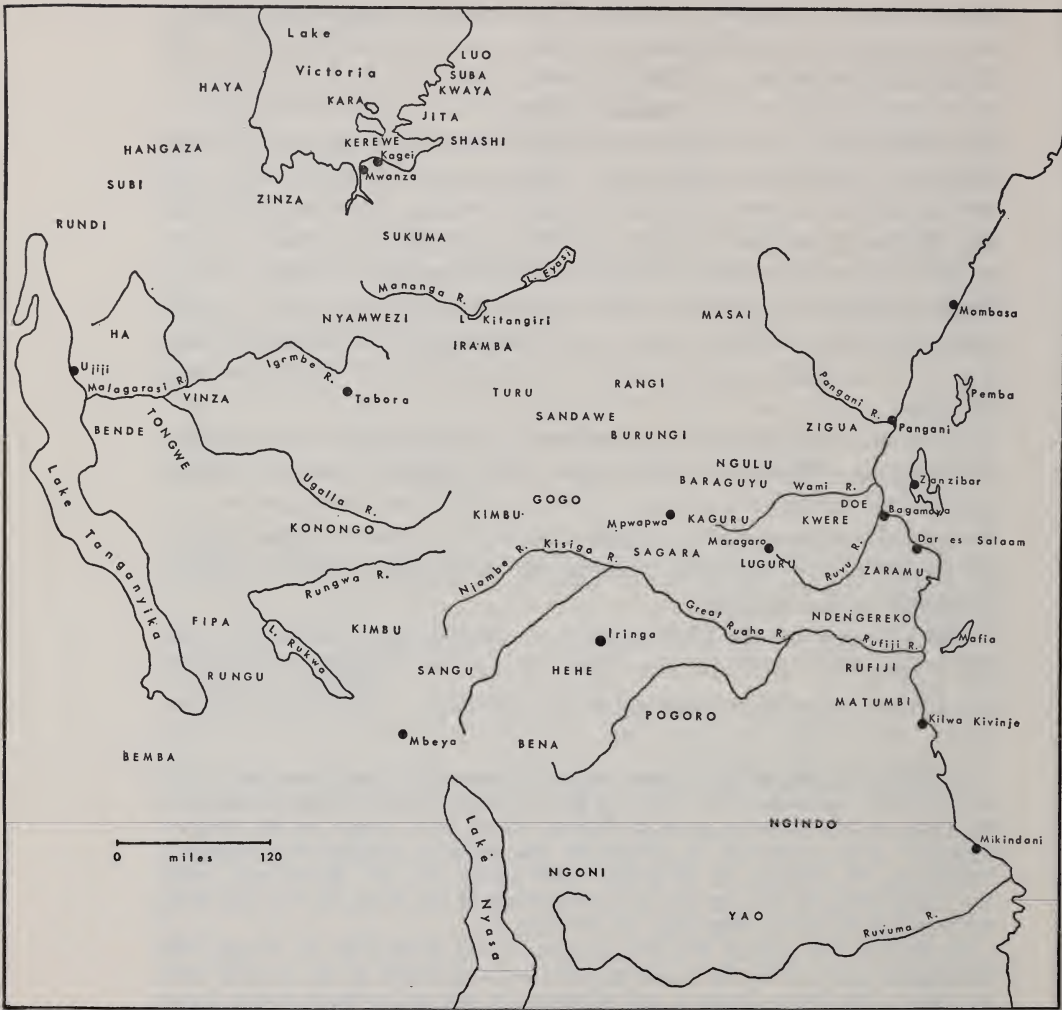 Lake
Victoria
LUO
SUBA
KWAYA
HAYA
KARA
JITA
KEREWE
SHASHI
HANGAZA
Kagei
Mwanza
SUBI
ZINZA
RUNDI
SUKUMA
L. Eyasi
Mananga R.
L. Kitangiri
MASAI
Mombasa
NYAMWEZI
HA
IRAMBA
Ujiji
Igrmbe R.
Malagarasi R.
VINZA
Tabora
TURU
RANGI
Pangani R.
Pemba
SANDAWE
ZIGUA
Pangani
BENDE
TONGWE
BURUNGI
NGULU
BARAGUYU
Wami R.
Zanzibar
Ugalla R.
GOGO
DOE
Bagamoya
KONONGO
KIMBU
Mpwapwa
KAGURU
KWERE
Lake Tanganyika
Maragaro
Dar es Salaam
SAGARA
LUGURU
Ruvu R.
ZARAMU
Njombe R.
Kisiga R.
Rungwa R.
Great Ruaha R.
NDENGEREKO
FIPA
L. Rukwa
KIMBU
Iringa
Rufiji R.
Mafia
RUNGU
SANGU
HEHE
RUFIJI
MATUMBI
POGORO
Kilwa Kivinje
Mbeya
BENA
BEMBA
NGINDO
0 miles 120
Lake Nyasa
Mikindani
NGONI
YAO
Ruvuma R.